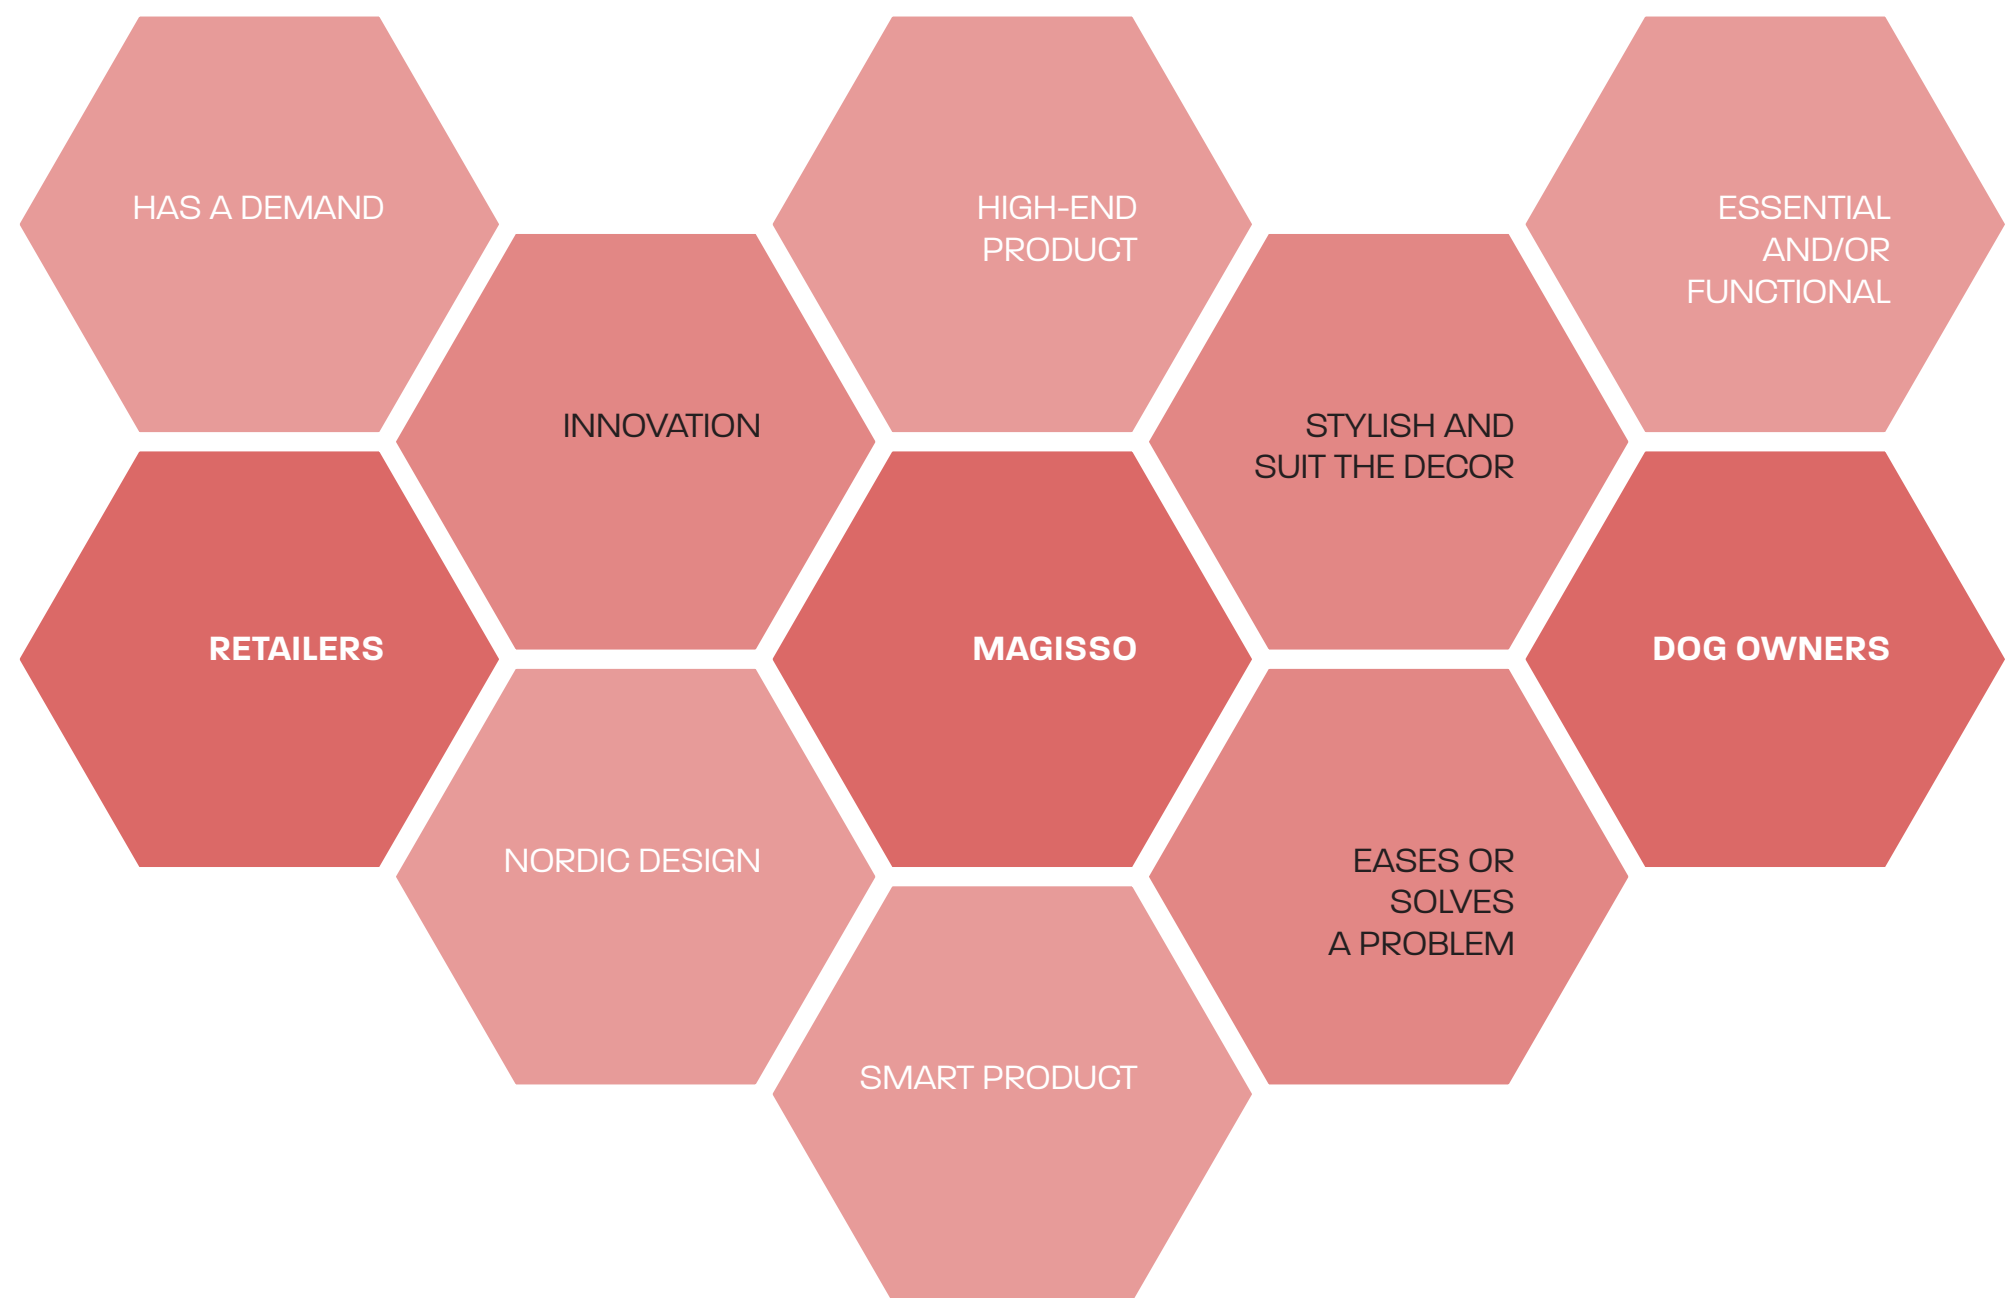 HAS A DEMAND
HIGH-END
PRODUCT
ESSENTIAL
AND/OR
FUNCTIONAL
INNOVATION
STYLISH AND
SUIT THE DECOR
RETAILERS
MAGISSO
DOG OWNERS
NORDIC DESIGN
EASES OR
SOLVES
A PROBLEM
SMART PRODUCT